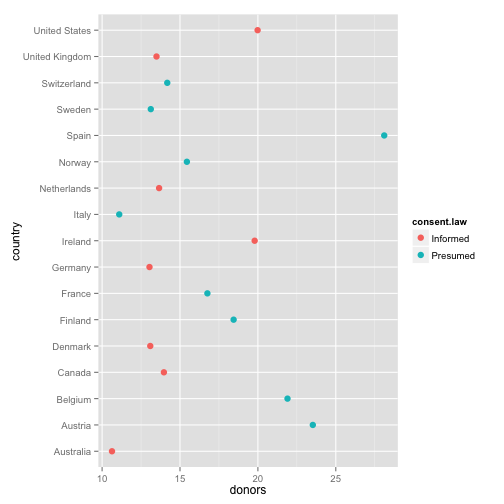 United States
United Kingdom
Switzerland
Sweden
Spain
Norway
Netherlands
Italy
Ireland
Germany
France
Finland
Denmark
Canada
Belgium
Austria
Australia
country
10 15 20 25
donors
consent.law
Informed
Presumed